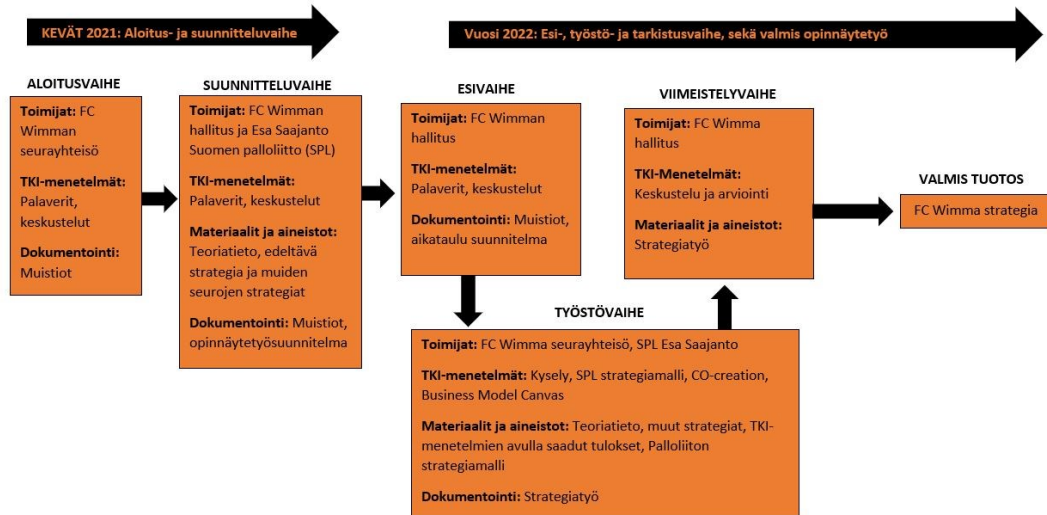 KEVÄT 2021: Aloitus- ja suunnitteluvaihe
Vuosi 2022: Esi-, työstö- ja tarkistusvaihe, sekä valmis opinnäytetyö
ALOITUSVAIHE
Toimijat: FC
Wimman
seurayhteisö
TKI-menetelmät:
Palaverit,
keskustelut
Dokumentointi:
Muistiot
SUUNNITTELUVAIHE
Toimijat: FC Wimman
hallitus ja Esa Saajanto
Suomen palloliitto (SPL)
TKI-menetelmät:
Palaverit, keskustelut
Materiaalit ja aineistot:
Teoriatieto, edeltävä
strategia ja muiden
seurojen strategiat
Dokumentointi: Muistiot,
opinnäytetyösuunnitelma
ESIVAIHE
Toimijat: FC Wimman
hallitus
TKI-menetelmät:
Palaverit, keskustelut
Dokumentointi: Muistiot,
aikataulu suunnitelma
TYÖSTÖVAIHE
Toimijat: FC Wimma seurayhteisö, SPL Esa Saajanto
TKI-menetelmät: Kysely, SPL strategiamalli, CO-creation,
Business Model Canvas
Materiaalit ja aineistot: Teoriatieto, muut strategiat, TKI-
menetelmien avulla saadut tulokset, Palloliiton
strategiamalli
Dokumentointi: Strategiatyö
VIIMEISTELYVAIHE
Toimijat: FC Wimma
hallitus
TKI-Menetelmät:
Keskustelu ja arviointi
Materiaalit ja aineistot:
Strategiatyö
VALMIS TUOTOS
FC Wimma strategia